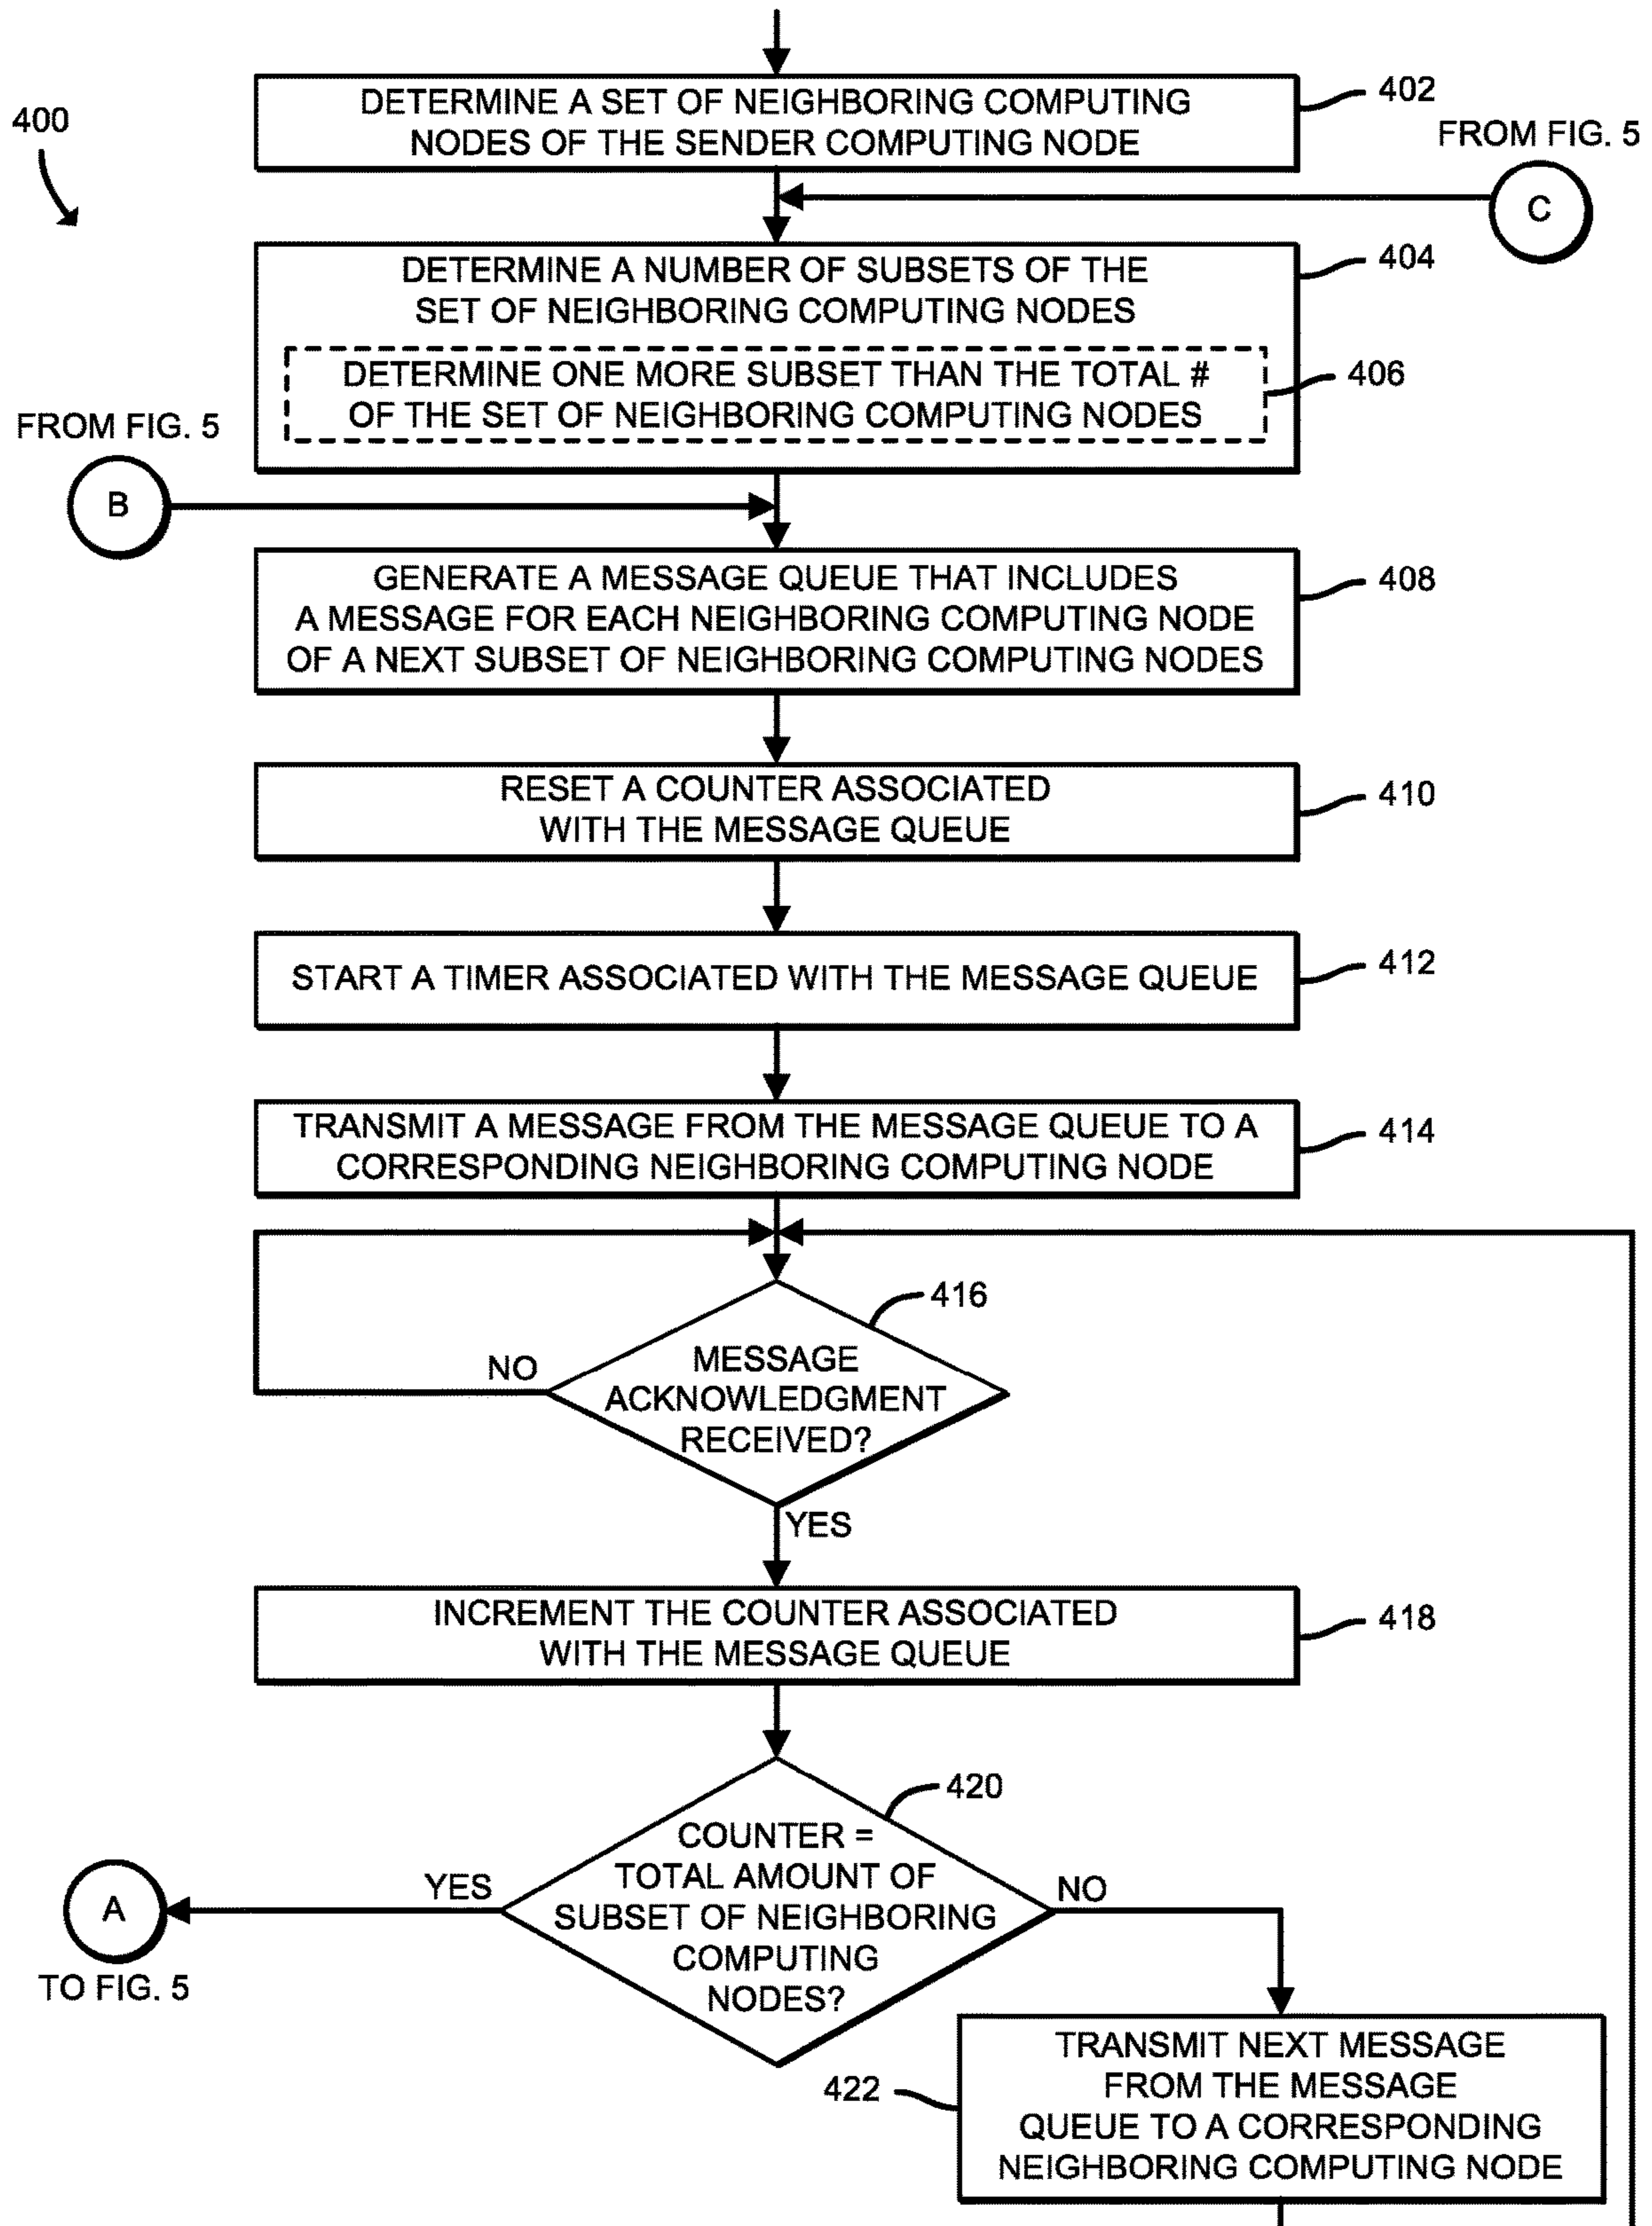 400
DETERMINE A SET OF NEIGHBORING COMPUTING
NODES OF THE SENDER COMPUTING NODE
402
FROM FIG. 5
C
DETERMINE A NUMBER OF SUBSETS OF THE
SET OF NEIGHBORING COMPUTING NODES
404
DETERMINE ONE MORE SUBSET THAN THE TOTAL #
OF THE SET OF NEIGHBORING COMPUTING NODES
406
FROM FIG. 5
B
GENERATE A MESSAGE QUEUE THAT INCLUDES
A MESSAGE FOR EACH NEIGHBORING COMPUTING NODE
OF A NEXT SUBSET OF NEIGHBORING COMPUTING NODES
408
RESET A COUNTER ASSOCIATED
WITH THE MESSAGE QUEUE
410
START A TIMER ASSOCIATED WITH THE MESSAGE QUEUE
412
TRANSMIT A MESSAGE FROM THE MESSAGE QUEUE TO A
CORRESPONDING NEIGHBORING COMPUTING NODE
414
416
NO
MESSAGE
ACKNOWLEDGMENT
RECEIVED?
YES
INCREMENT THE COUNTER ASSOCIATED
WITH THE MESSAGE QUEUE
418
420
COUNTER =
TOTAL AMOUNT OF
SUBSET OF NEIGHBORING
COMPUTING
NODES?
YES
NO
A
TO FIG. 5
TRANSMIT NEXT MESSAGE
FROM THE MESSAGE
QUEUE TO A CORRESPONDING
NEIGHBORING COMPUTING NODE
422